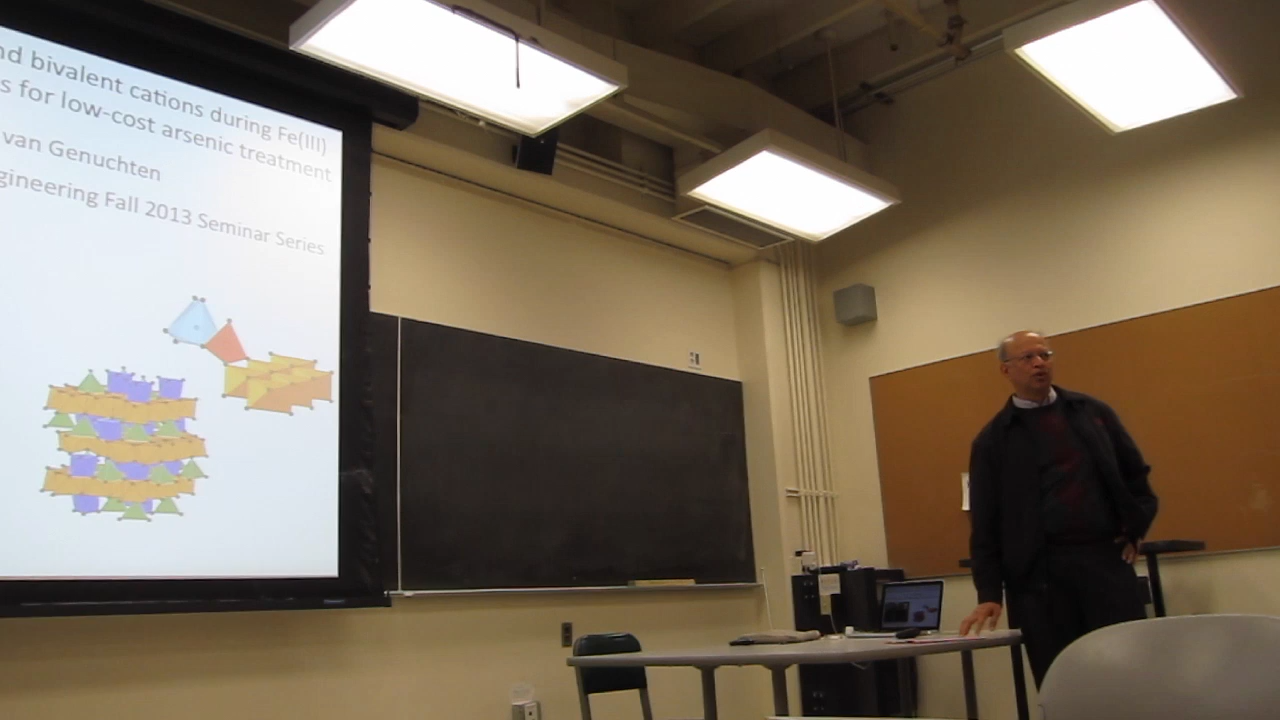 nd bivalent cations during Fe(III)
s for low-cost arsenic treatment
van Genuchten
gineering Fall 2013 Seminar Series